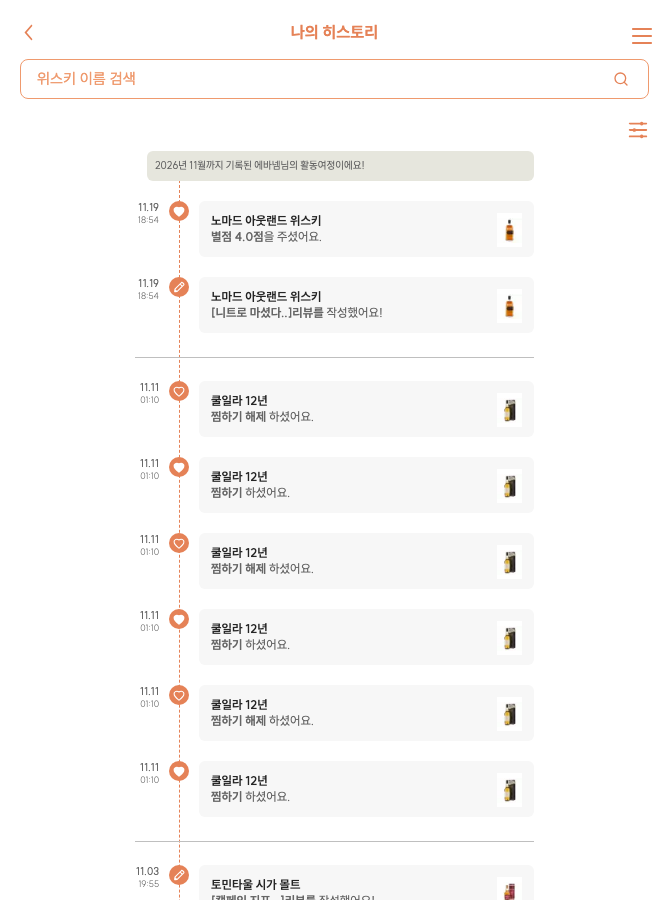 나의 히스토리
위스키 이름 검색
2026년 11월까지 기록된 에바넴님의 활동여정이에요!
11.19
18:54
노마드 아웃랜드 위스키
별점 4.0점을 주셨어요.
11.19
18:54
노마드 아웃랜드 위스키
[니트로 마셨다..]리뷰를 작성했어요!
11.11
01:10
쿨일라 12년
찜하기 해제 하셨어요.
11.11
01:10
쿨일라 12년
찜하기 하셨어요.
11.11
01:10
쿨일라 12년
찜하기 해제 하셨어요.
11.11
01:10
쿨일라 12년
찜하기 하셨어요.
11.11
01:10
쿨일라 12년
찜하기 해제 하셨어요.
11.11
01:10
쿨일라 12년
찜하기 하셨어요.
11.03
19:55
토민타울 시가 몰트